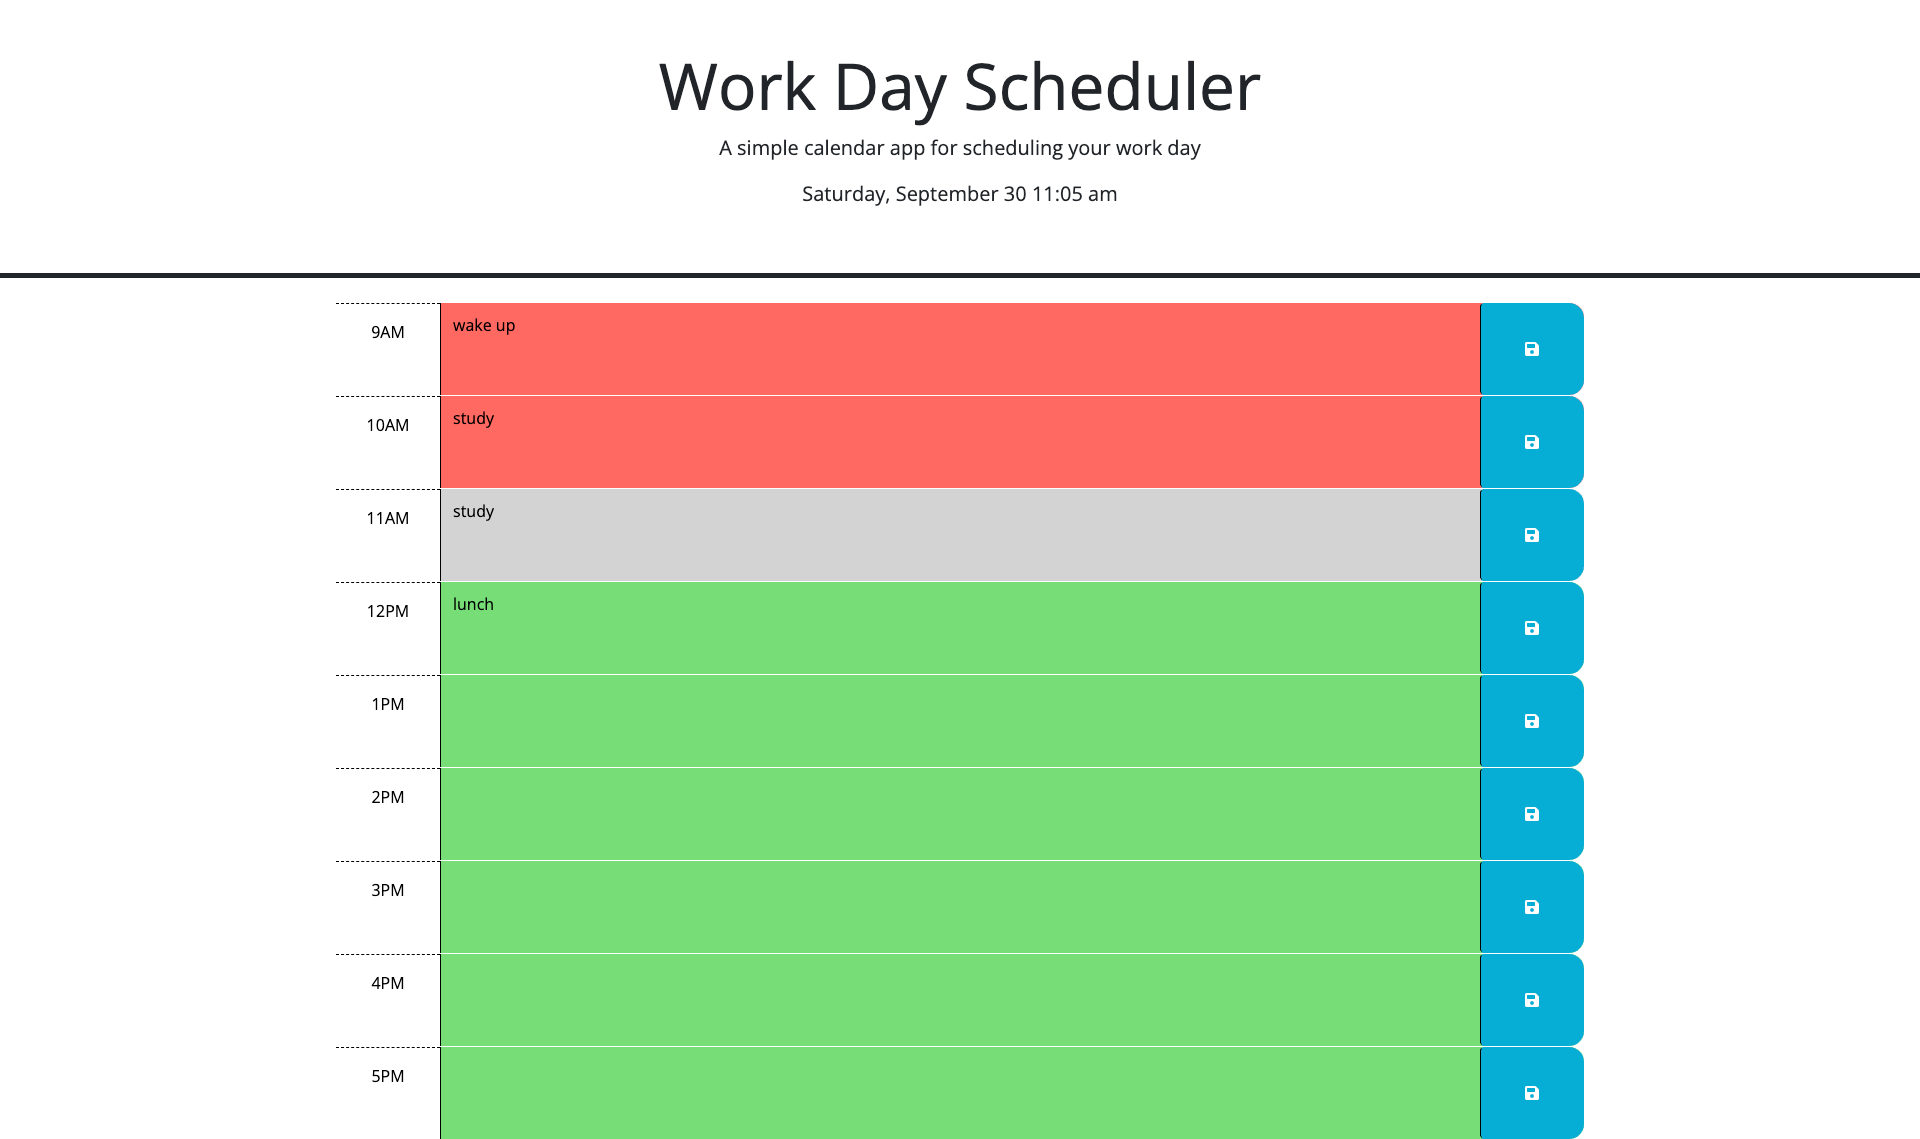 Work Day Scheduler
A simple calendar app for scheduling your work day
Saturday, September 30 11:05 am
9AM
wake up
10AM
study
11AM
study
12PM
lunch
1PM
2PM
3PM
4PM
5PM